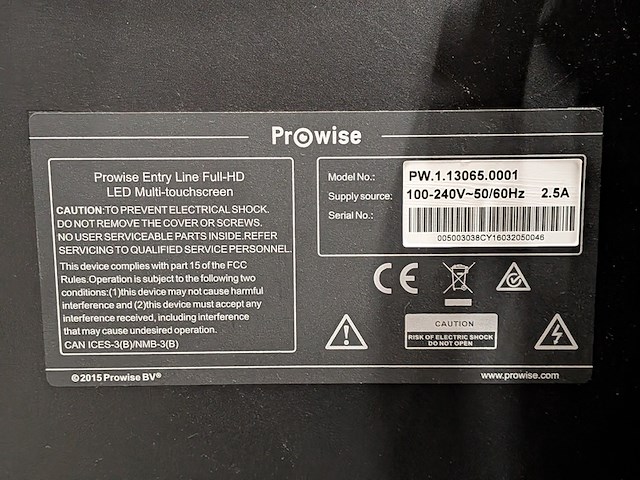 Prowise
Prowise Entry Line Full-HD
LED Multi-touchscreen
CAUTION:TO PREVENT ELECTRICAL SHOCK.
DO NOT REMOVE THE COVER OR SCREWS.
NO USER SERVICEABLE PARTS INSIDE.REFER
SERVICING TO QUALIFIED SERVICE PERSONNEL.
This device complies with part 15 of the FCC
Rules.Operation is subject to the following two
conditions:(1)this device may not cause harmful
interference and (2)this device must accept any
interference received, including interference
that may cause undesired operation.
CAN ICES-3(B)/NMB-3(B)
Model No.: PW.1.13065.0001
Supply source: 100-240V~50/60Hz 2.5A
Serial No.:
005003038CY16032050046
CE
CAUTION
RISK OF ELECTRIC SHOCK
DO NOT OPEN
©2015 Prowise BV®
www.prowise.com